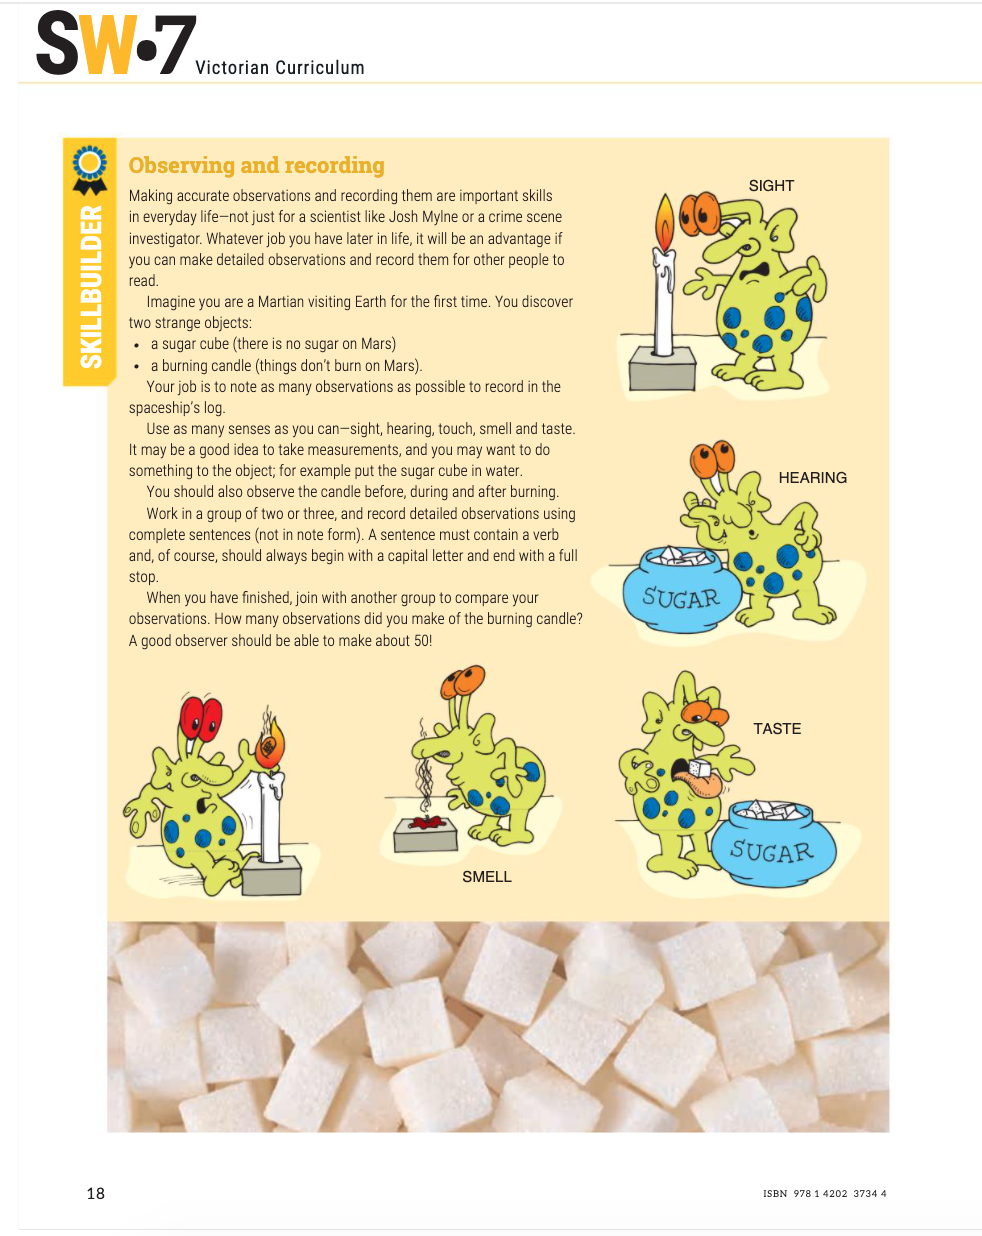 SW•7 Victorian Curriculum
SKILLBUILDER
Observing and recording
Making accurate observations and recording them are important skills
in everyday life—not just for a scientist like Josh Mylne or a crime scene
investigator. Whatever job you have later in life, it will be an advantage if
you can make detailed observations and record them for other people to
read.
Imagine you are a Martian visiting Earth for the first time. You discover
two strange objects:
• a sugar cube (there is no sugar on Mars)
• a burning candle (things don't burn on Mars).
Your job is to note as many observations as possible to record in the
spaceship's log.
Use as many senses as you can—sight, hearing, touch, smell and taste.
It may be a good idea to take measurements, and you may want to do
something to the object; for example put the sugar cube in water.
You should also observe the candle before, during and after burning.
Work in a group of two or three, and record detailed observations using
complete sentences (not in note form). A sentence must contain a verb
and, of course, should always begin with a capital letter and end with a full
stop.
When you have finished, join with another group to compare your
observations. How many observations did you make of the burning candle?
A good observer should be able to make about 50!
SIGHT
HEARING
SUGAR
TASTE
SUGAR
SMELL
18
ISBN 978 1 4202 3734 4